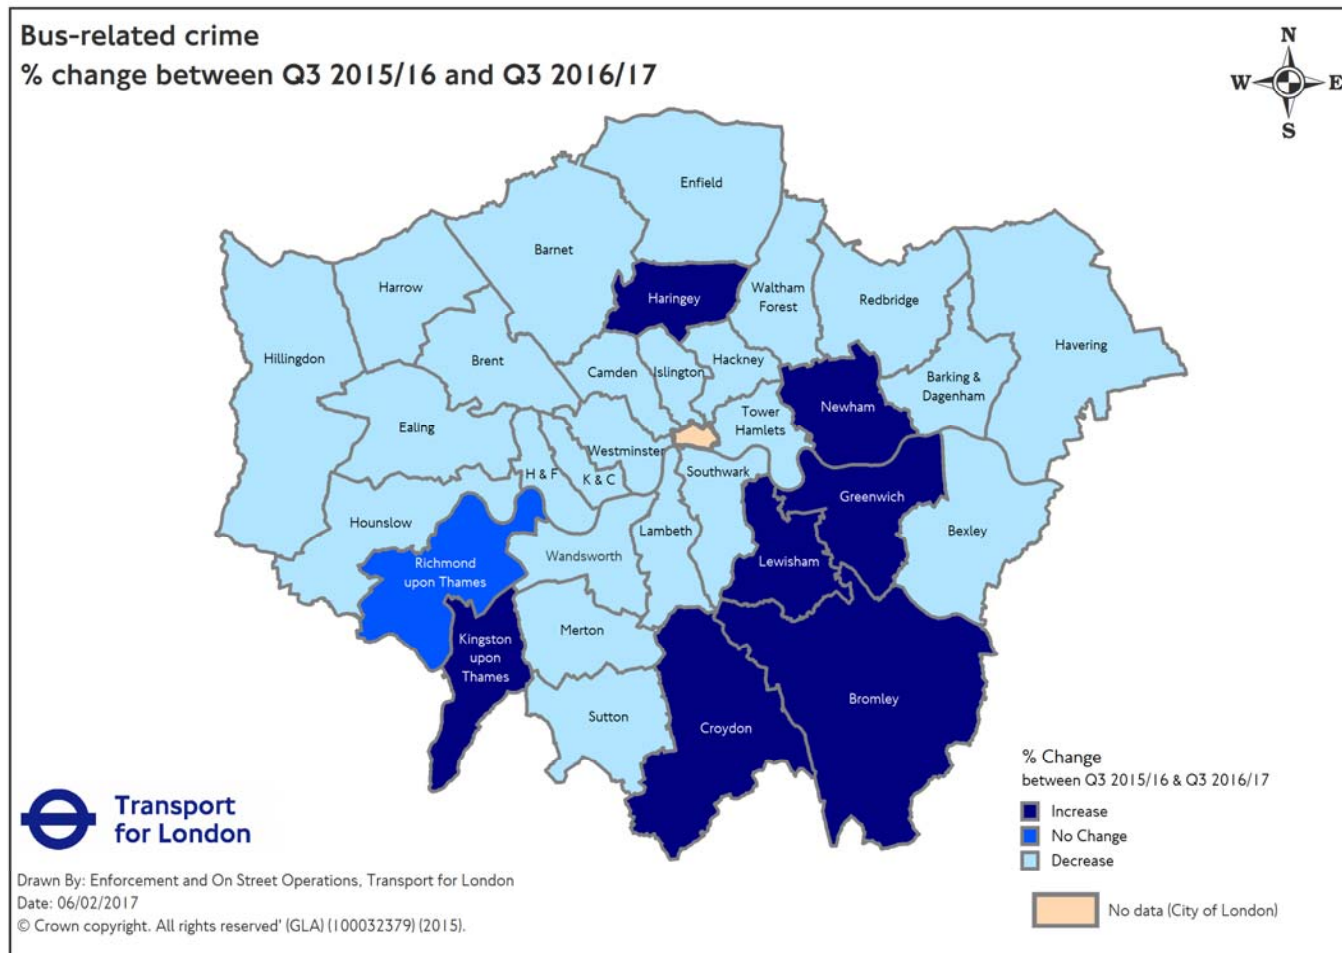 Bus-related crime
% change between Q3 2015/16 and Q3 2016/17
N
W
E
S
Enfield
Barnet
Harrow
Haringey
Waltham
Forest
Redbridge
Havering
Hillingdon
Brent
Camden
Islington
Hackney
Barking &
Dagenham
Newham
Ealing
Tower
Hamlets
Westminster
H & F
K & C
Southwark
Greenwich
Hounslow
Lambeth
Bexley
Richmond
upon Thames
Wandsworth
Lewisham
Merton
Kingston
upon
Thames
Sutton
Croydon
Bromley
% Change
between Q3 2015/16 & Q3 2016/17
Increase
No Change
Decrease
No data (City of London)
Transport
for London
Drawn By: Enforcement and On Street Operations, Transport for London
Date: 06/02/2017
© Crown copyright. All rights reserved' (GLA) (100032379) (2015).